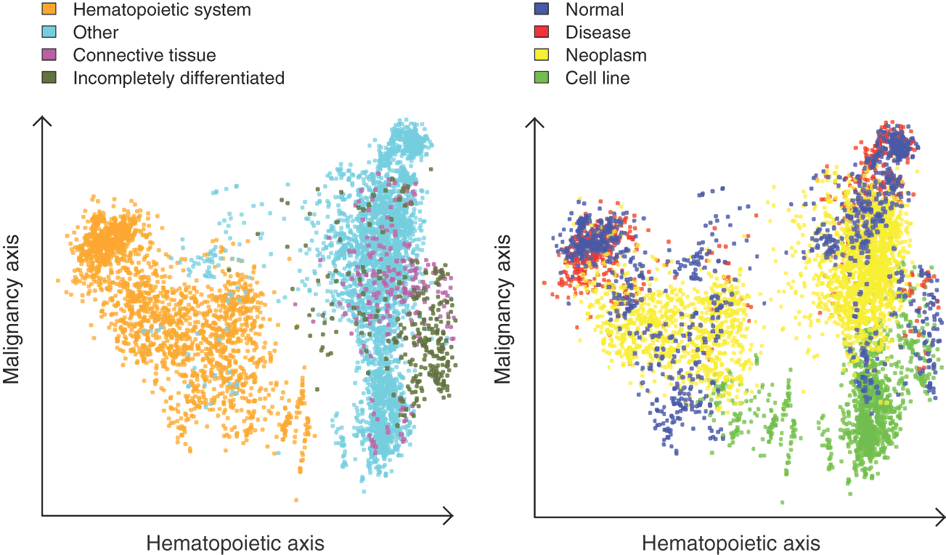 Hematopoietic system
Other
Connective tissue
Incompletely differentiated
Malignancy axis
Hematopoietic axis
Normal
Disease
Neoplasm
Cell line
Malignancy axis
Hematopoietic axis